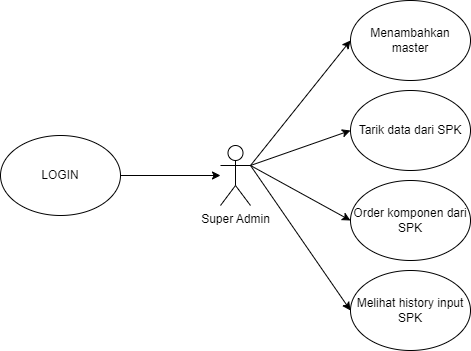 Menambahkan
master
Tarik data dari SPK
LOGIN
Super Admin
Order komponen dari
SPK
Melihat history input
SPK